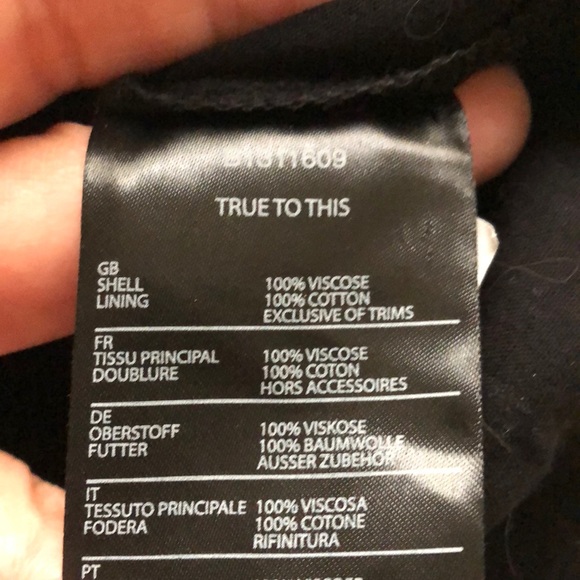 TRUE TO THIS
GB
SHELL 100% VISCOSE
LINING 100% COTTON
EXCLUSIVE OF TRIMS
FR
TISSU PRINCIPAL 100% VISCOSE
DOUBLURE 100% COTON
HORS ACCESSOIRES
DE
OBERSTOFF 100% VISKOSE
FUTTER 100% BAUMWOLLE
AUSSER ZUBEHOR
IT
TESSUTO PRINCIPALE 100% VISCOSA
FODERA 100% COTONE
RIFINITURA
PT